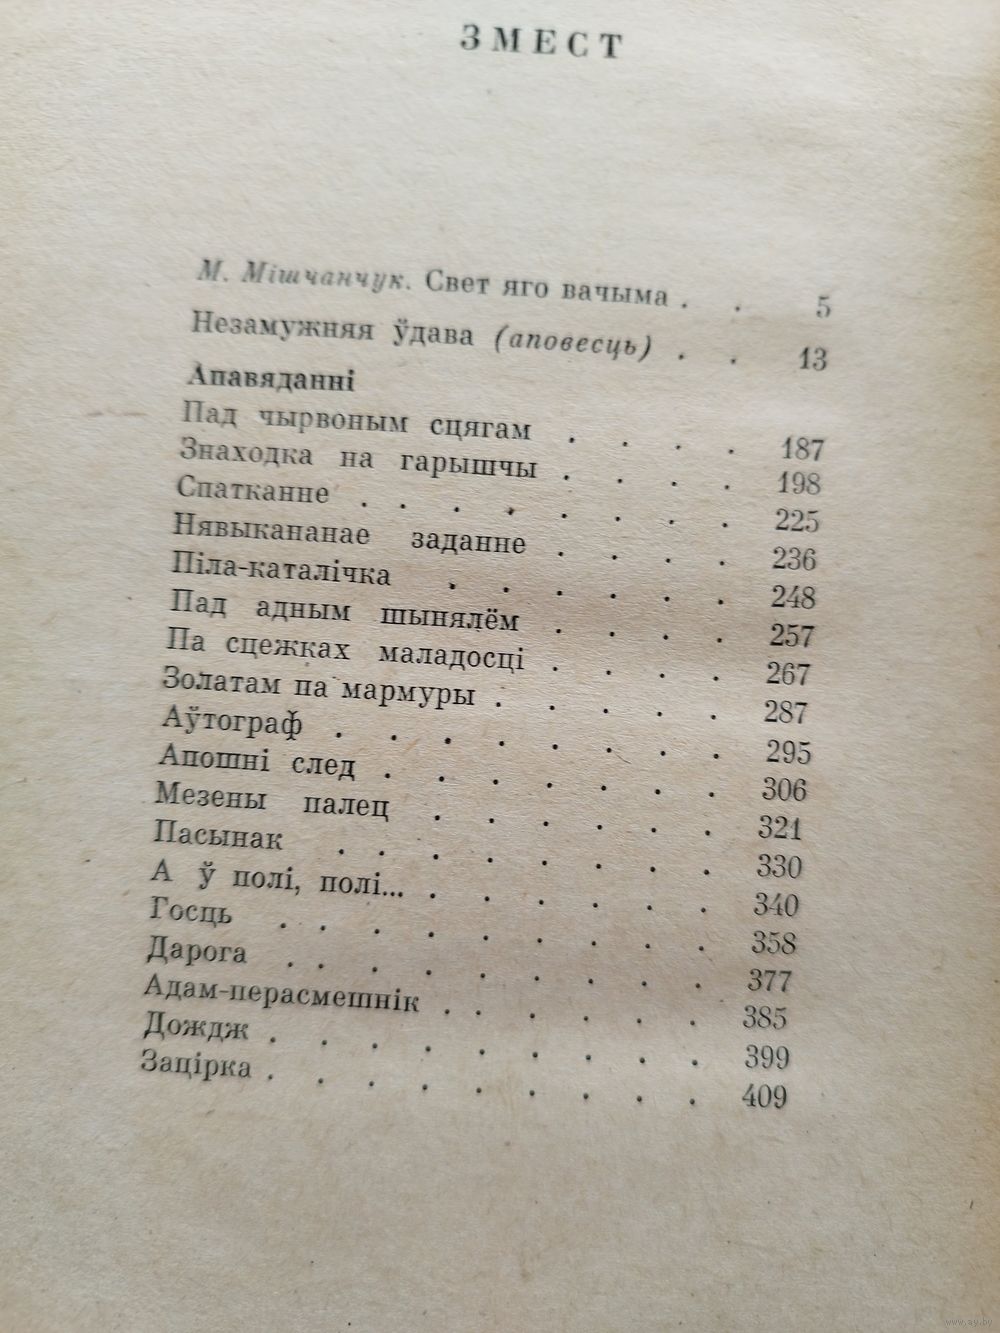 ЗМЕСТ
М. Мішчанчук. Свет яго вачыма . . 5
Незамужняя ўдава (аповесць) . . 13
Апавяданні
Пад чырвоным сцягам . . . . 187
Знаходка на гарышчы . . . . 198
Спатканне . . . . . . . . 225
Нявыкананае заданне . . . . 236
Піла-каталічка . . . . . . 248
Пад адным шынялём . . . . 257
Па сцежках маладосці . . . . 267
Золатам па мармуры . . . . . 287
Аўтограф . . . . . . . . 295
Апошні след . . . . . . . 306
Мезены палец . . . . . . 321
Пасынак . . . . . . . . 330
А ў полі, полі... . . . . . . 340
Госць . . . . . . . . . 358
Дарога . . . . . . . . . 377
Адам-перасмешнік . . . . . . 385
Дождж . . . . . . . . . 399
Зацірка . . . . . . . . . 409
www.ay.by